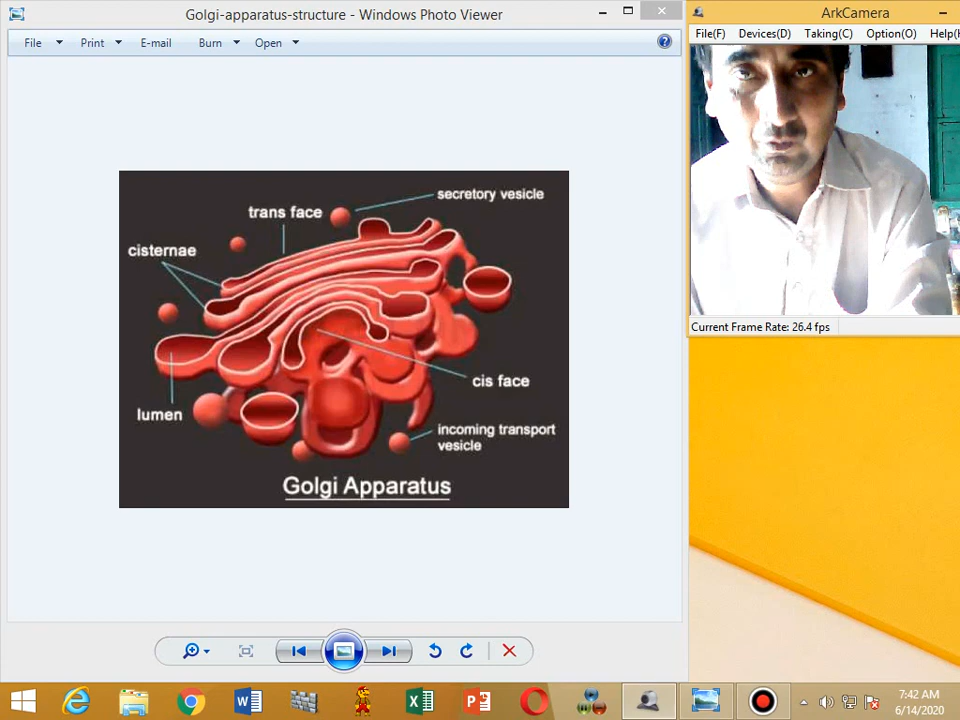 Golgi-apparatus-structure - Windows Photo Viewer
File Print E-mail Burn Open
secretory vesicle
trans face
cisternae
cis face
lumen
incoming transport
vesicle
Golgi Apparatus
ArkCamera
File(F) Devices(D) Taking(C) Option(O)
Current Frame Rate: 26.4 fps
7:42 AM
6/14/2020